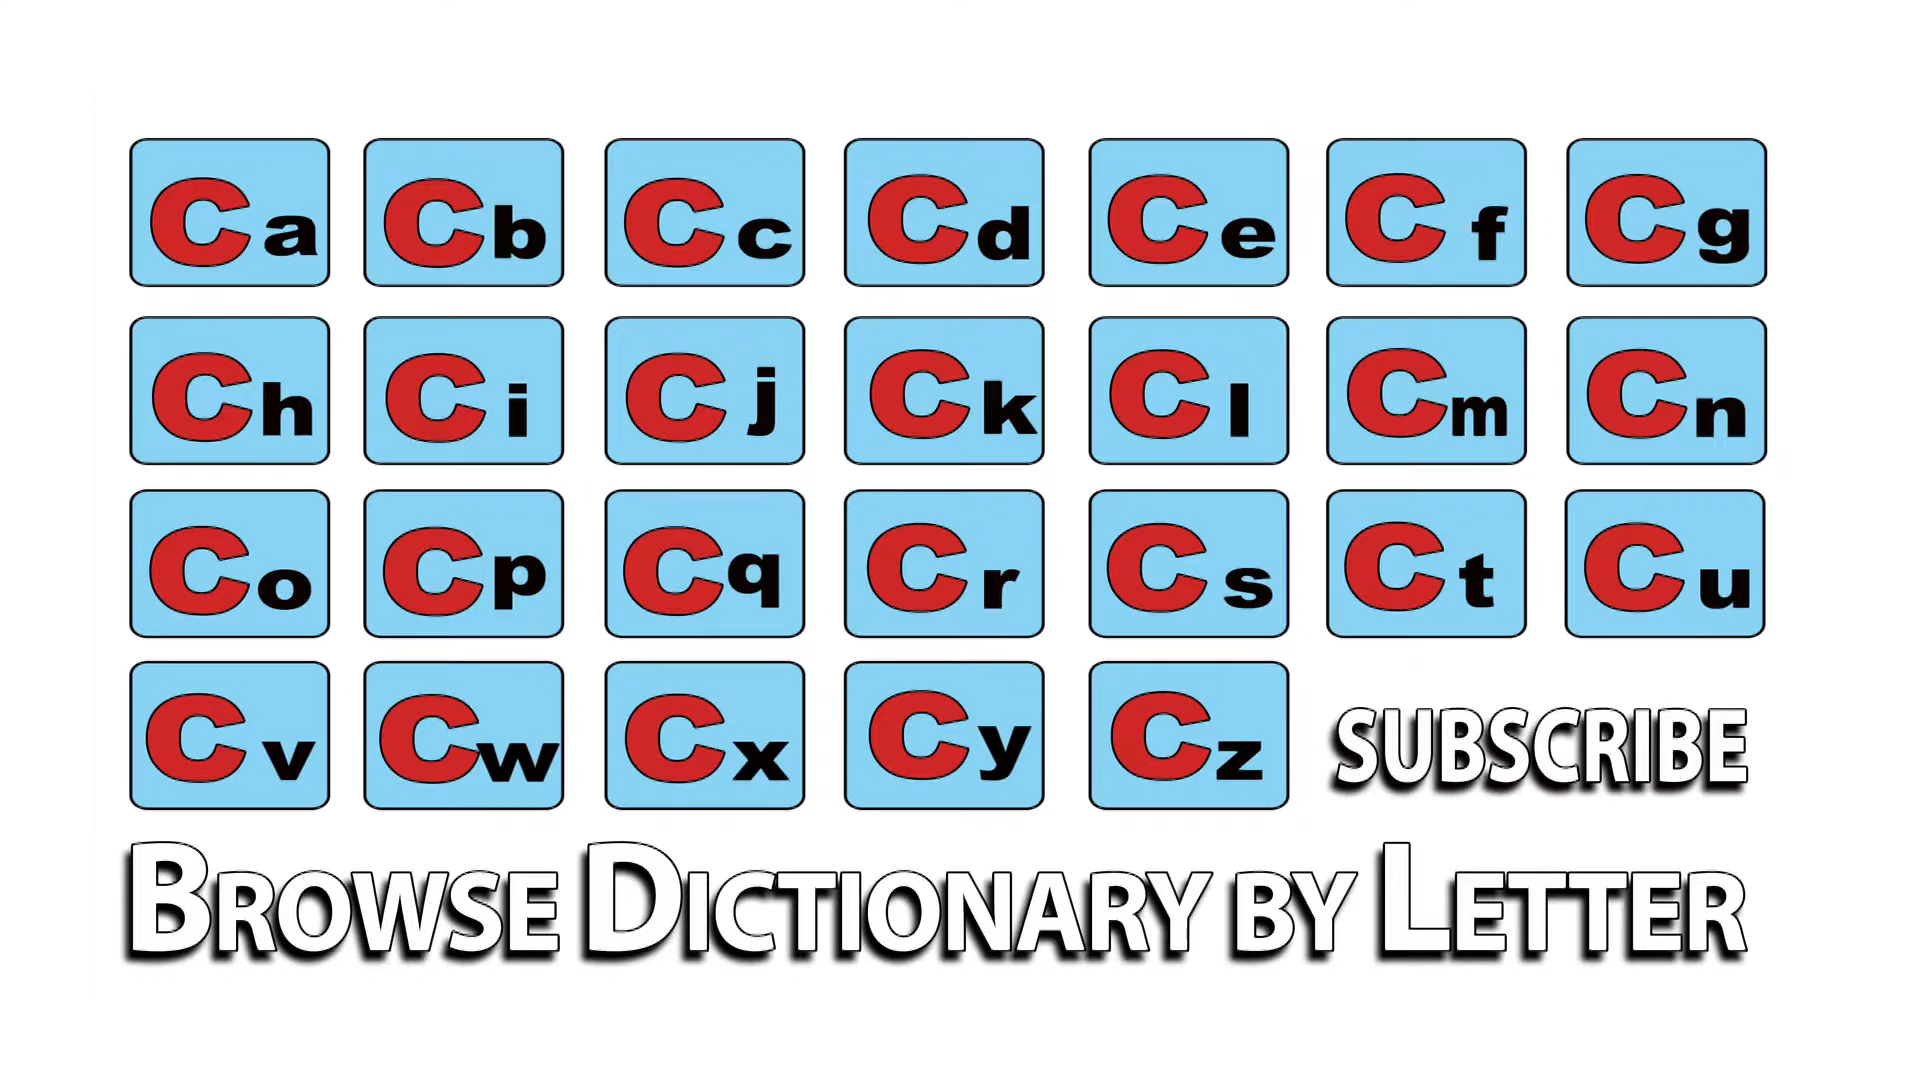 Ca Cb Cc Cd Ce Cf Cg
Ch Ci Cj Ck Cl Cm Cn
Co Cp Cq Cr Cs Ct Cu
Cv Cw Cx Cy Cz SUBSCRIBE
BROWSE DICTIONARY BY LETTER